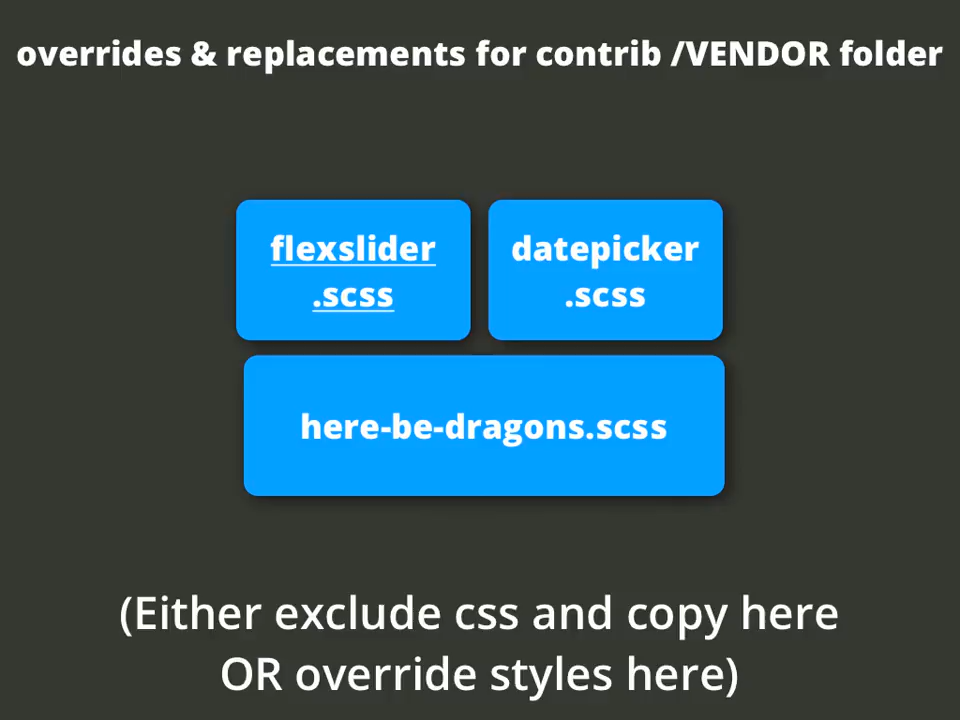 overrides & replacements for contrib /VENDOR folder
flexslider
.scss
datepicker
.scss
here-be-dragons.scss
(Either exclude css and copy here
OR override styles here)